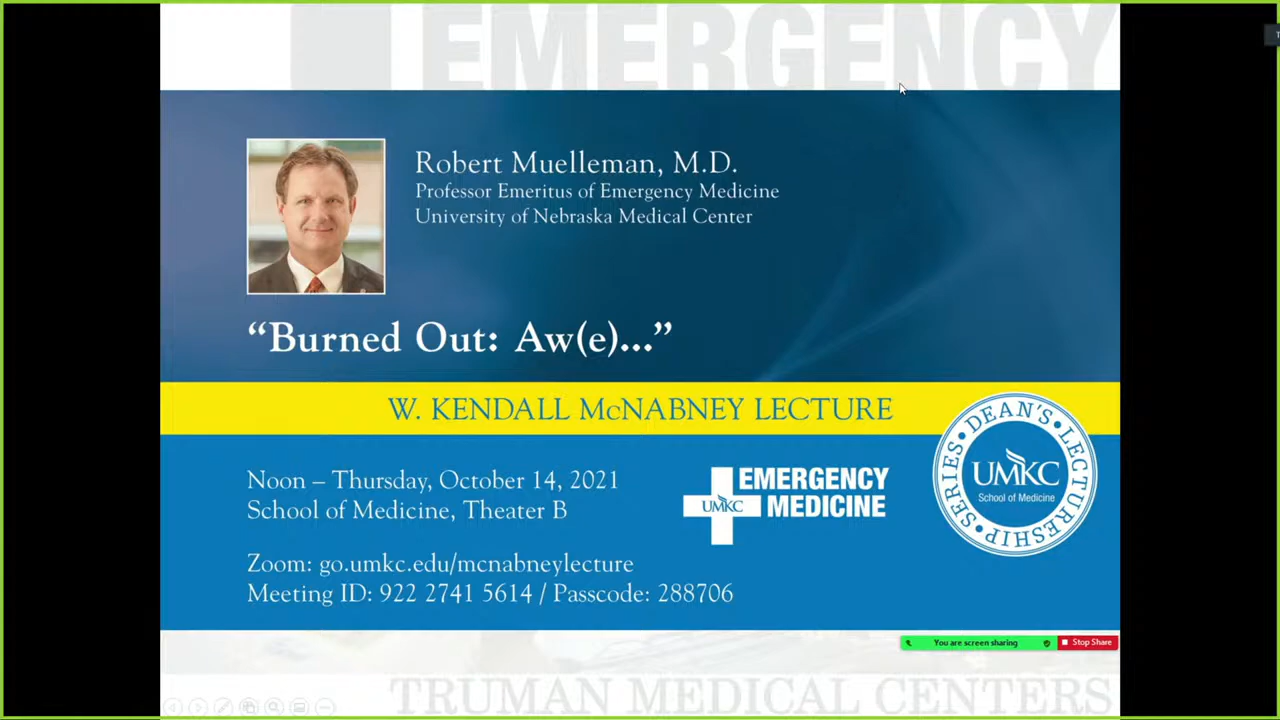 EMERGENCY
Robert Muelleman, M.D.
Professor Emeritus of Emergency Medicine
University of Nebraska Medical Center
“Burned Out: Aw(e)...”
W. KENDALL McNABNEY LECTURE
Noon – Thursday, October 14, 2021
School of Medicine, Theater B
UMKC
EMERGENCY
MEDICINE
DEAN'S • LECTURESHIP • SERIES •
UMKC
School of Medicine
Zoom: go.umkc.edu/mcnabneylecture
Meeting ID: 922 2741 5614 / Passcode: 288706
You are screen sharing
Stop Share
TRUMAN MEDICAL CENTERS